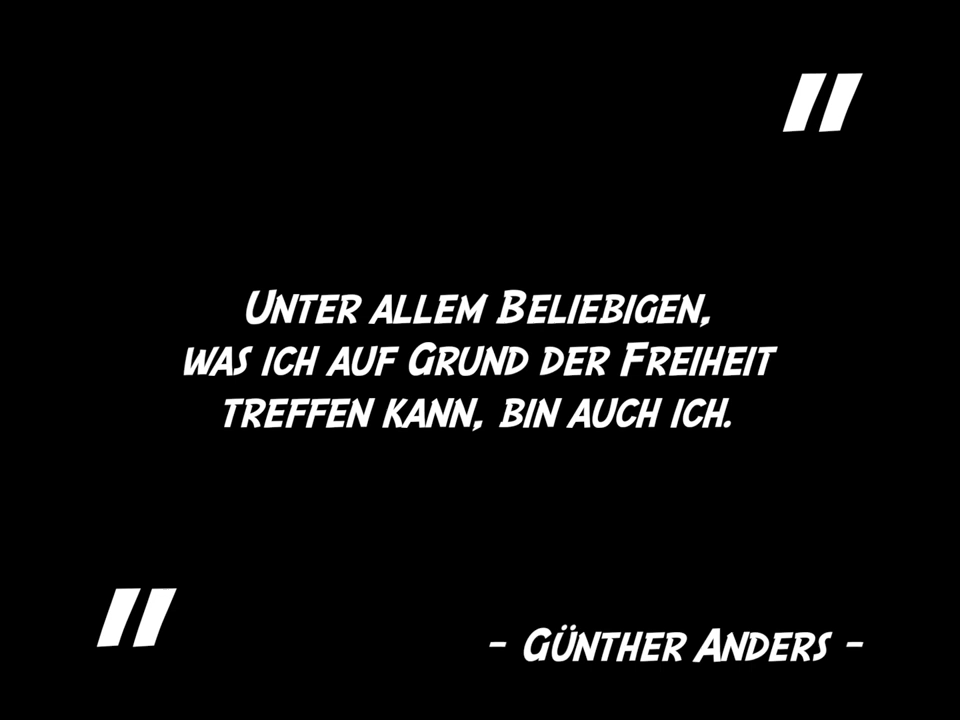 "
Unter allem Beliebigen,
was ich auf Grund der Freiheit
treffen kann, bin auch ich.
"
- Günther Anders -